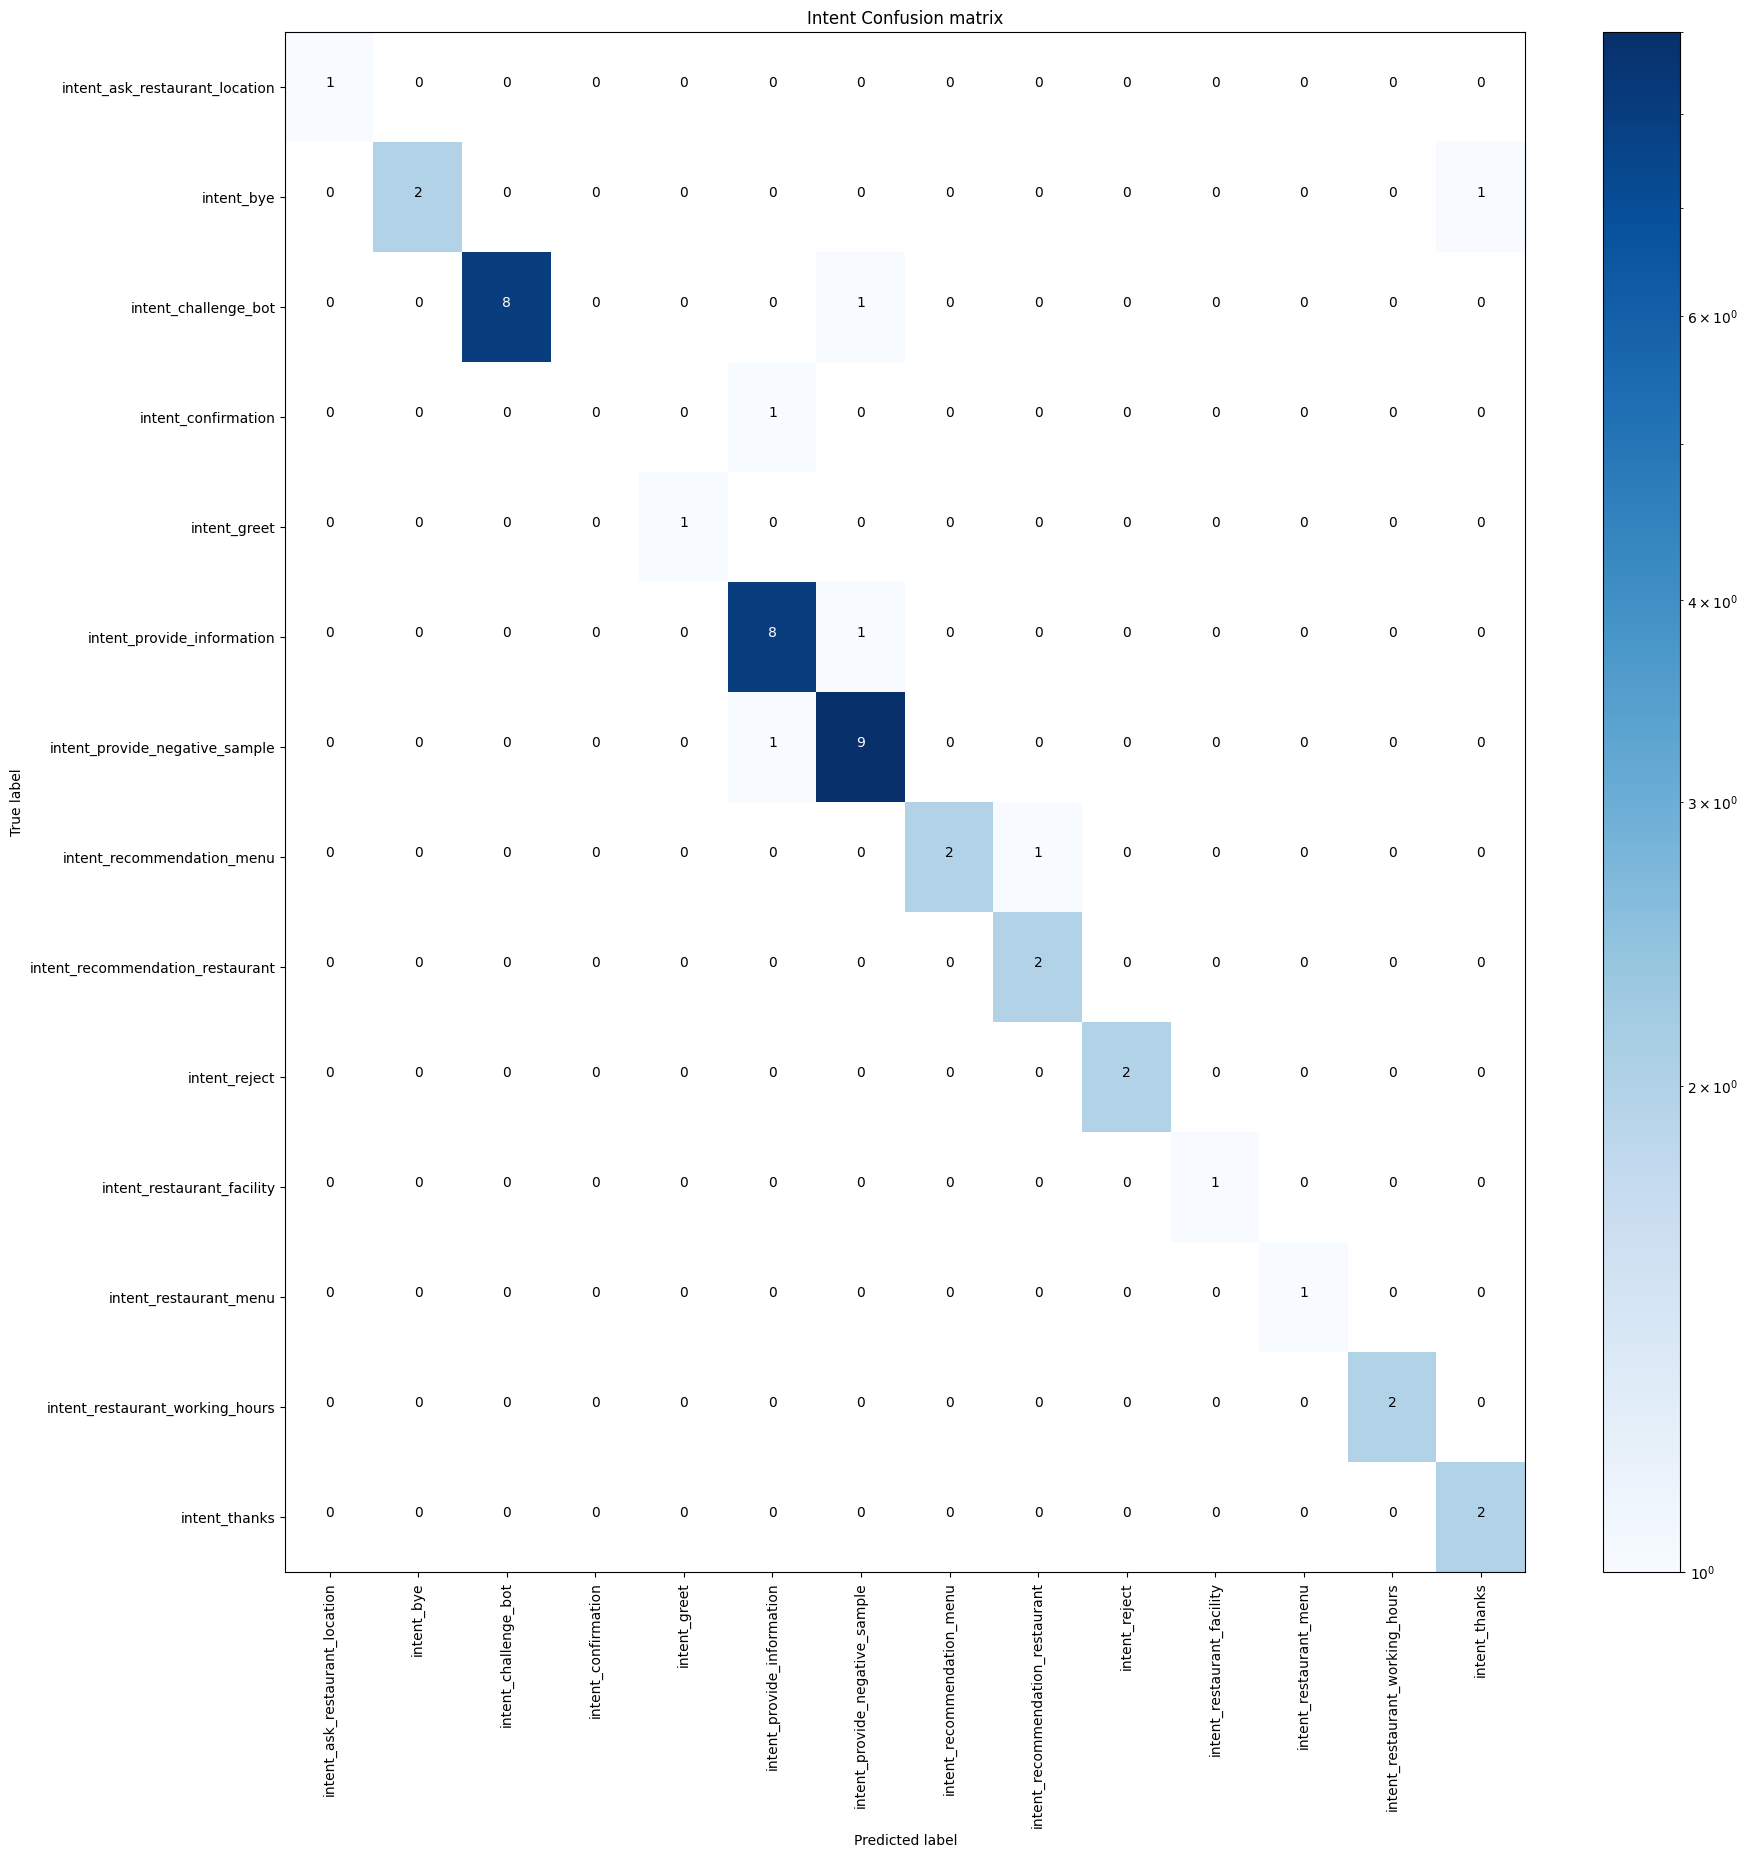 Intent Confusion matrix
True label
intent_ask_restaurant_location 1 0 0 0 0 0 0 0 0 0 0 0 0 0
intent_bye 0 2 0 0 0 0 0 0 0 0 0 0 0 1
intent_challenge_bot 0 0 8 0 0 0 1 0 0 0 0 0 0 0
intent_confirmation 0 0 0 0 0 1 0 0 0 0 0 0 0 0
intent_greet 0 0 0 0 1 0 0 0 0 0 0 0 0 0
intent_provide_information 0 0 0 0 0 8 1 0 0 0 0 0 0 0
intent_provide_negative_sample 0 0 0 0 0 1 9 0 0 0 0 0 0 0
intent_recommendation_menu 0 0 0 0 0 0 0 2 1 0 0 0 0 0
intent_recommendation_restaurant 0 0 0 0 0 0 0 0 2 0 0 0 0 0
intent_reject 0 0 0 0 0 0 0 0 0 2 0 0 0 0
intent_restaurant_facility 0 0 0 0 0 0 0 0 0 0 1 0 0 0
intent_restaurant_menu 0 0 0 0 0 0 0 0 0 0 0 1 0 0
intent_restaurant_working_hours 0 0 0 0 0 0 0 0 0 0 0 0 2 0
intent_thanks 0 0 0 0 0 0 0 0 0 0 0 0 0 2
intent_ask_restaurant_location
intent_bye
intent_challenge_bot
intent_confirmation
intent_greet
intent_provide_information
intent_provide_negative_sample
intent_recommendation_menu
intent_recommendation_restaurant
intent_reject
intent_restaurant_facility
intent_restaurant_menu
intent_restaurant_working_hours
intent_thanks
Predicted label
6 × 10⁰
4 × 10⁰
3 × 10⁰
2 × 10⁰
10⁰